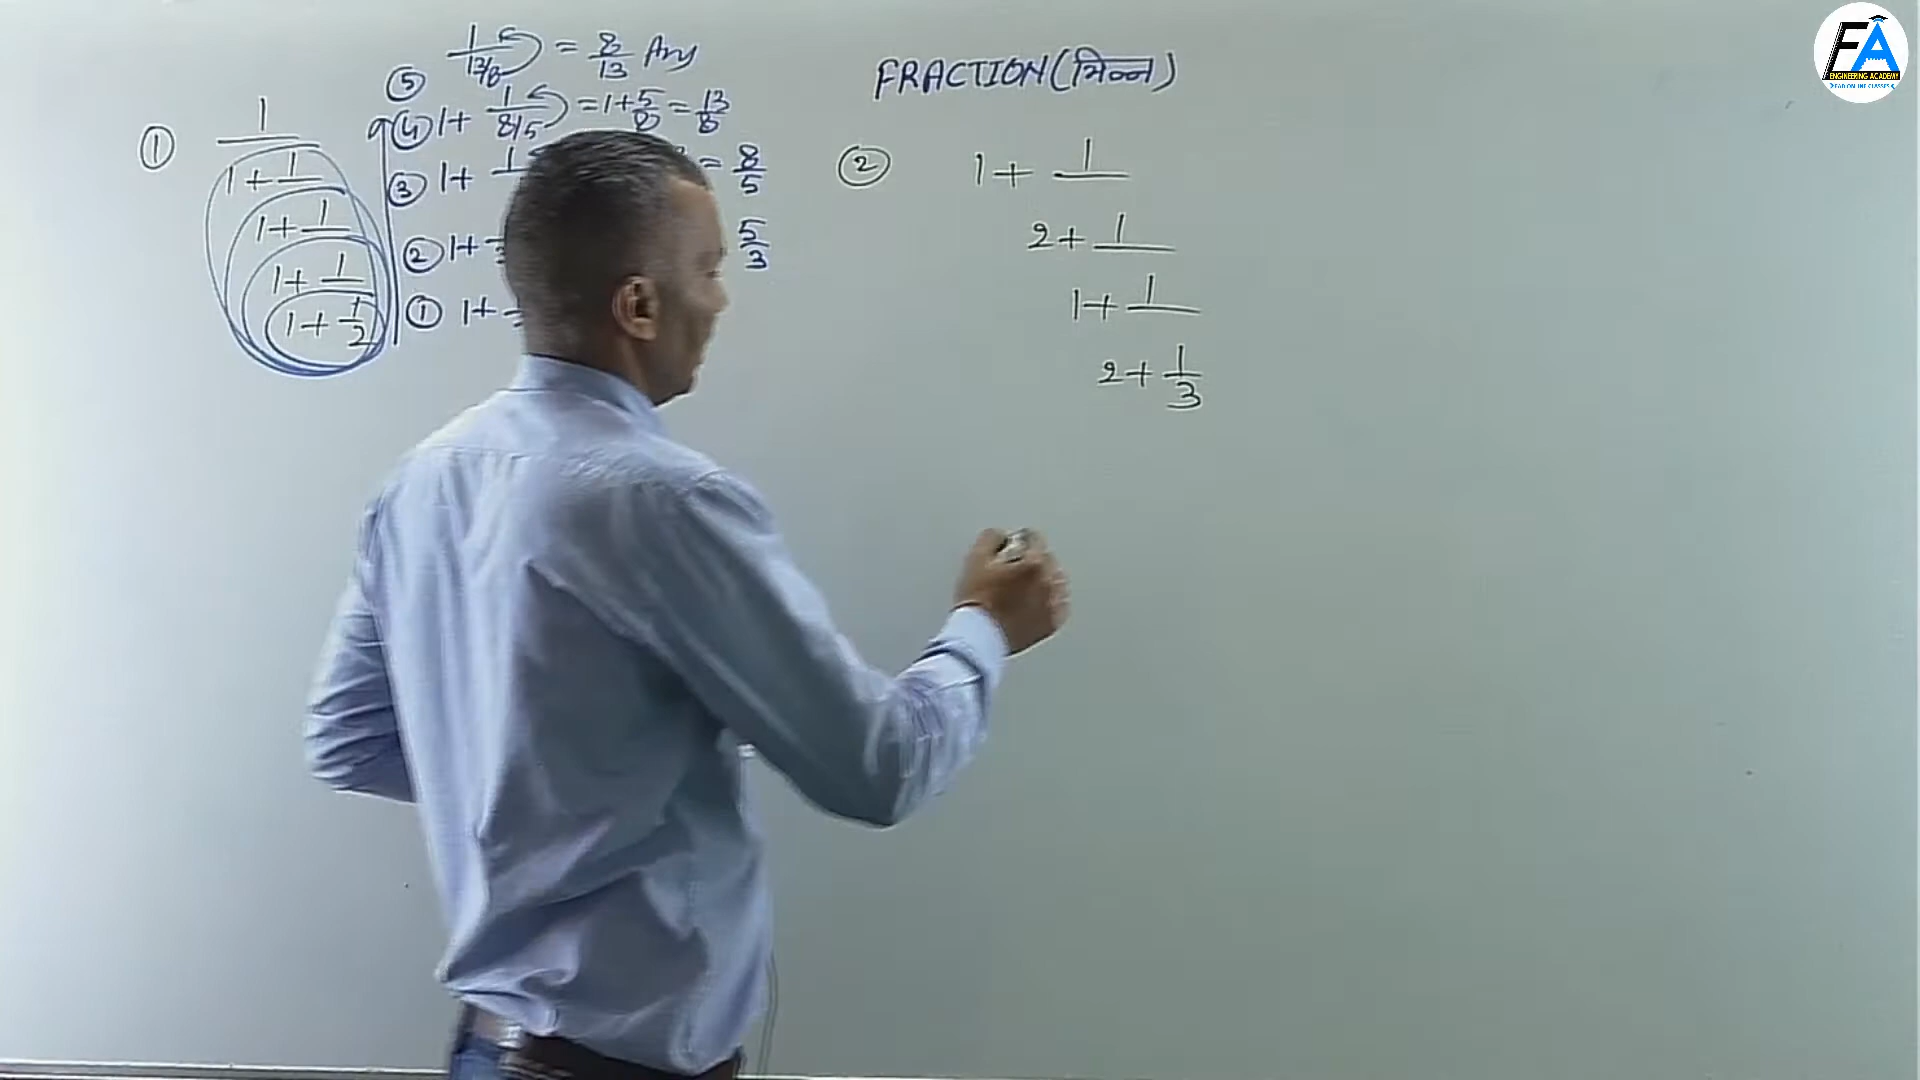 FRACTION (भिन्न)
①
1
1+1
1+1
1+1
1+1/2
⑤ 1/13/8 = 8/13 Ans
④ 1+ 1/8/5 = 1+5/8 = 13/8
③ 1+ 1 = 8/5
② 1+ 5/3
① 1+
②
1+ 1
2+ 1
1+ 1
2+ 1/3
FA
ENGINEERING ACADEMY